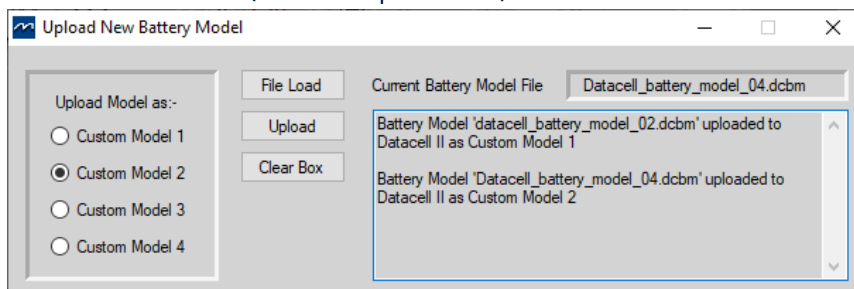 Upload New Battery Model
Upload Model as:-
Custom Model 1
Custom Model 2
Custom Model 3
Custom Model 4
File Load
Upload
Clear Box
Current Battery Model File
Datacell_battery_model_04.dcbm
Battery Model 'datacell_battery_model_02.dcbm' uploaded to
Datacell II as Custom Model 1
Battery Model 'Datacell_battery_model_04.dcbm' uploaded to
Datacell II as Custom Model 2